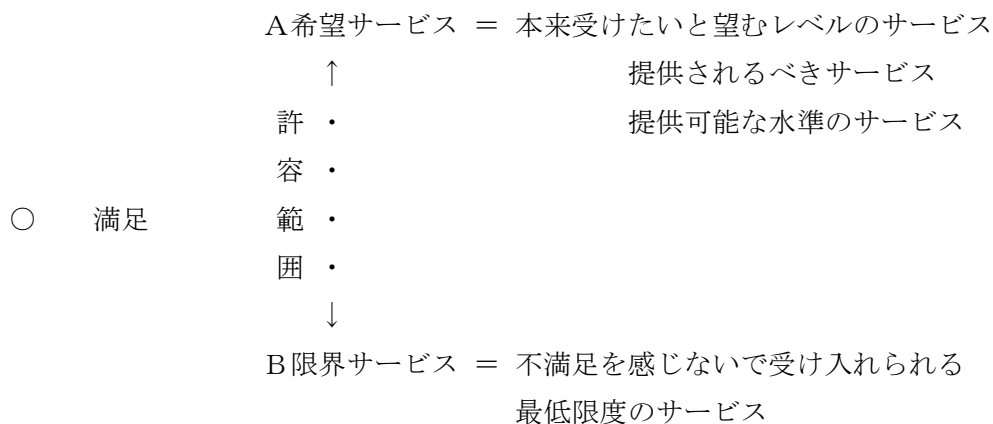 A希望サービス ＝ 本来受けたいと望むレベルのサービス
↑ 提供されるべきサービス
許 ・ 提供可能な水準のサービス
容 ・
○ 満足 範 ・
囲 ・
↓
B限界サービス ＝ 不満足を感じないで受け入れられる
最低限度のサービス